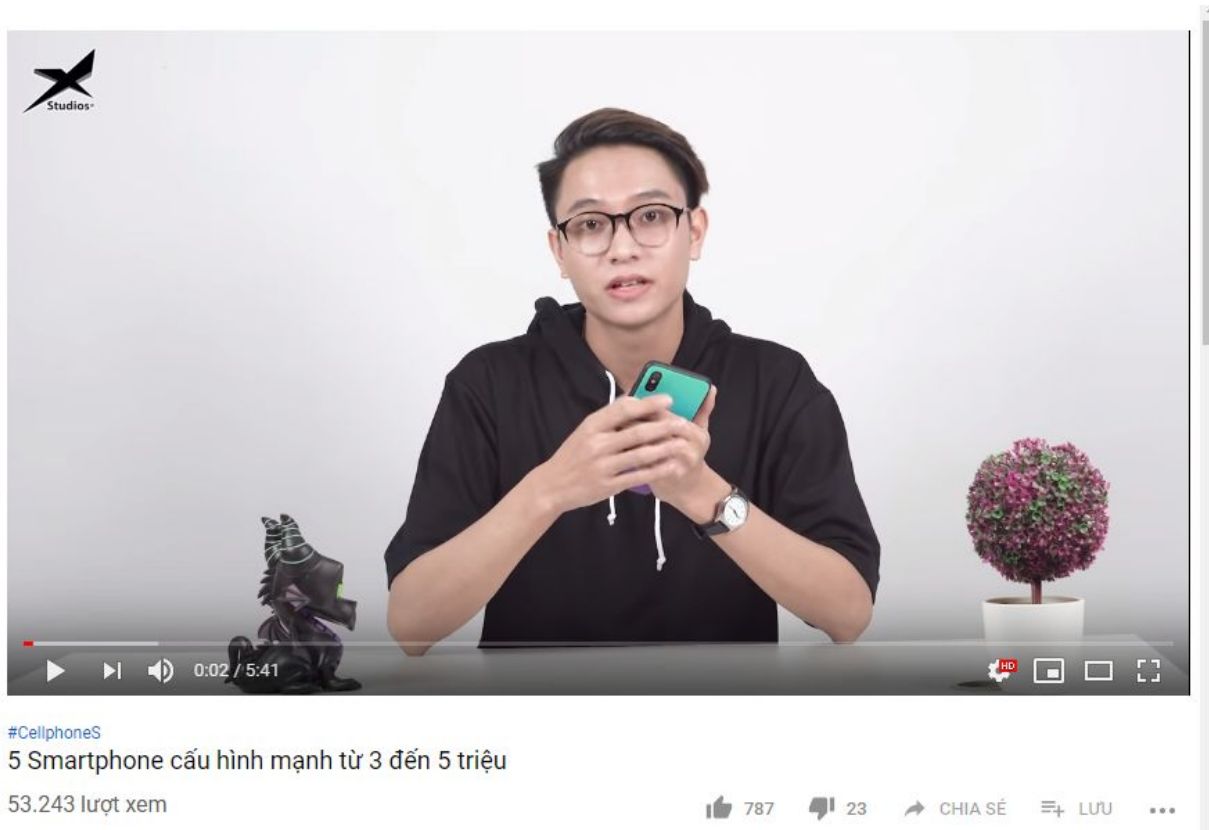 X
Studios
0:02 / 5:41
HD
#CellphoneS
5 Smartphone cấu hình mạnh từ 3 đến 5 triệu
53.243 lượt xem
787 23 CHIA SẺ LƯU